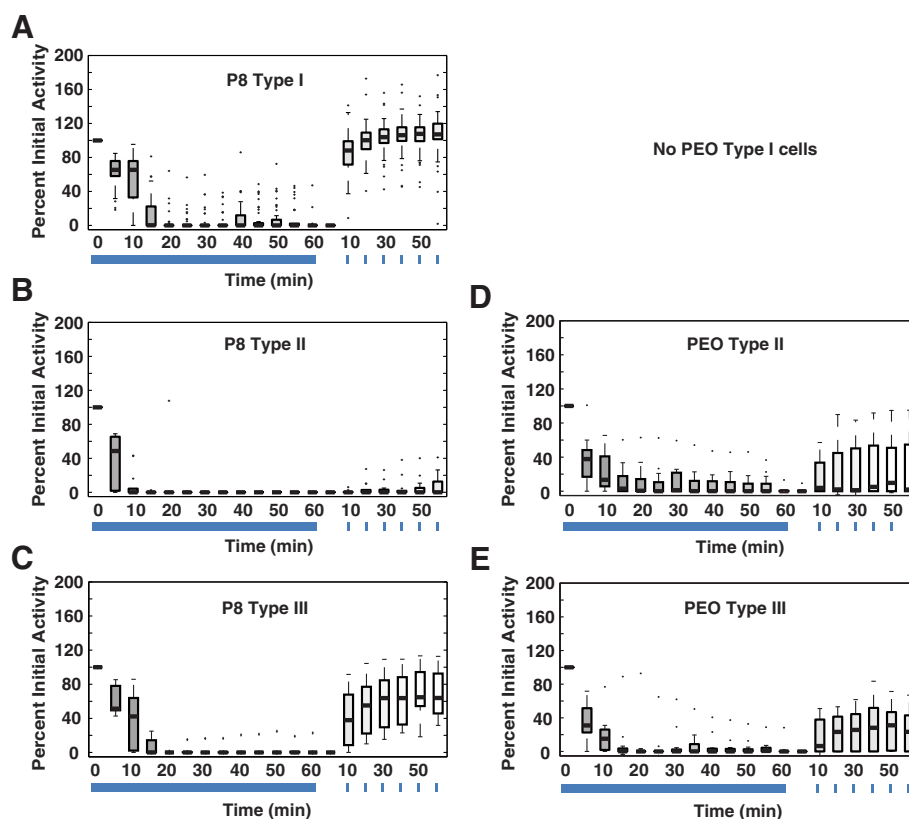 A
Percent Initial Activity
200
160
120
80
40
0
P8 Type I
0 10 20 30 40 50 60 10 30 50
Time (min)
No PEO Type I cells
B
Percent Initial Activity
200
160
120
80
40
0
P8 Type II
0 10 20 30 40 50 60 10 30 50
Time (min)
D
Percent Initial Activity
200
160
120
80
40
0
PEO Type II
0 10 20 30 40 50 60 10 30 50
Time (min)
C
Percent Initial Activity
200
160
120
80
40
0
P8 Type III
0 10 20 30 40 50 60 10 30 50
Time (min)
E
Percent Initial Activity
200
160
120
80
40
0
PEO Type III
0 10 20 30 40 50 60 10 30 50
Time (min)